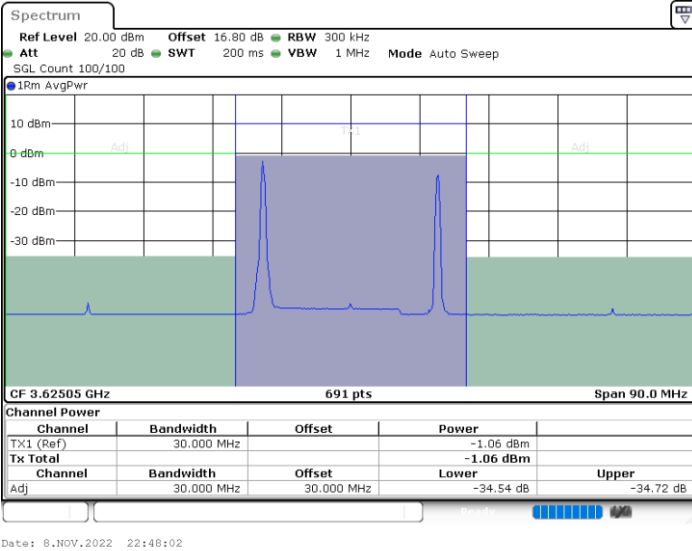 Spectrum
Ref Level 20.00 dBm Offset 16.80 dB RBW 300 kHz
Att 20 dB SWT 200 ms VBW 1 MHz Mode Auto Sweep
SGL Count 100/100
1Rm AvgPwr
10 dBm
TX1
Adj Adj
0 dBm
-10 dBm
-20 dBm
-30 dBm
CF 3.62505 GHz 691 pts Span 90.0 MHz
Channel Power
Channel Bandwidth Offset Power
TX1 (Ref) 30.000 MHz -1.06 dBm
Tx Total -1.06 dBm
Channel Bandwidth Offset Lower Upper
Adj 30.000 MHz 30.000 MHz -34.54 dB -34.72 dB
Ready
Date: 8.NOV.2022 22:48:02